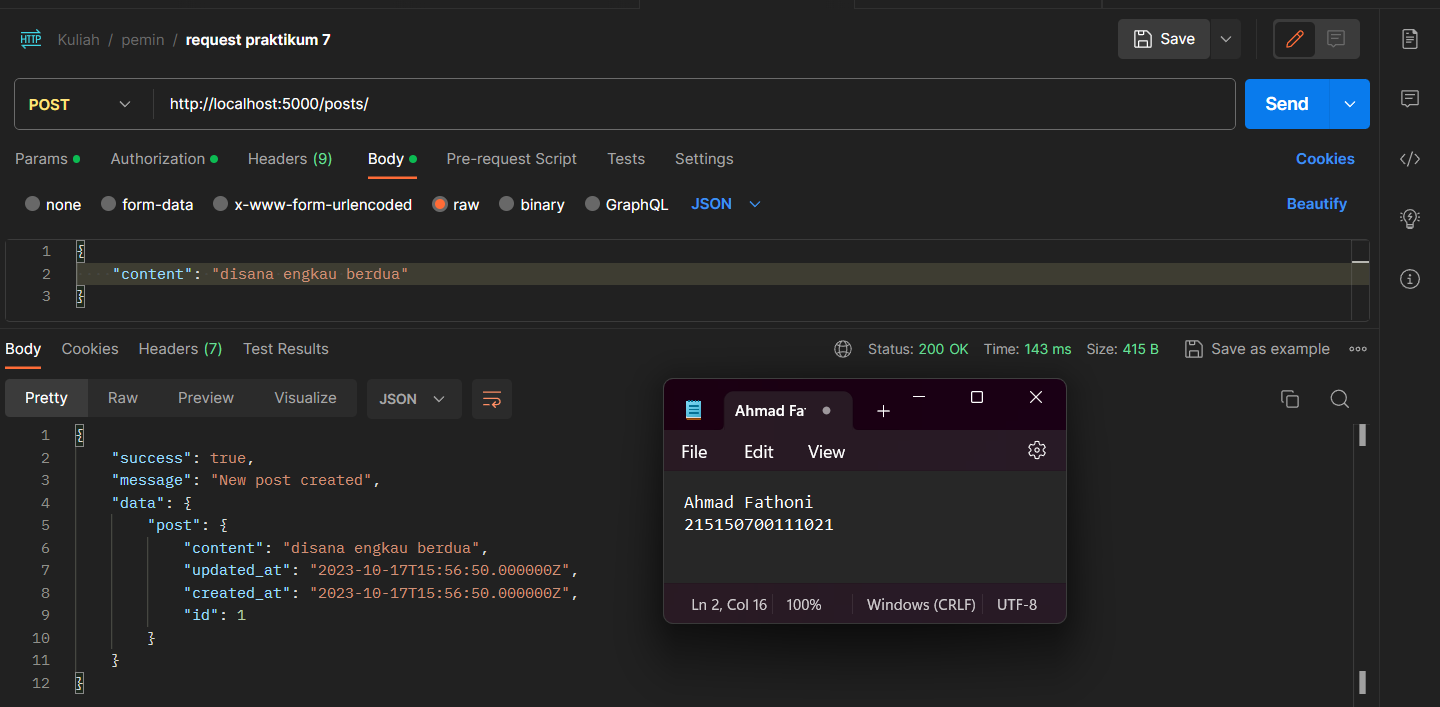 HTTP Kuliah / pemin / request praktikum 7 Save
POST http://localhost:5000/posts/ Send
Params Authorization Headers (9) Body Pre-request Script Tests Settings Cookies
none form-data x-www-form-urlencoded raw binary GraphQL JSON Beautify
1 {
2 "content": "disana engkau berdua"
3 }
Body Cookies Headers (7) Test Results Status: 200 OK Time: 143 ms Size: 415 B Save as example
Pretty Raw Preview Visualize JSON
1 {
2 "success": true,
3 "message": "New post created",
4 "data": {
5 "post": {
6 "content": "disana engkau berdua",
7 "updated_at": "2023-10-17T15:56:50.000000Z",
8 "created_at": "2023-10-17T15:56:50.000000Z",
9 "id": 1
10 }
11 }
12 }
Ahmad Fa
File Edit View
Ahmad Fathoni
215150700111021
Ln 2, Col 16 100% Windows (CRLF) UTF-8